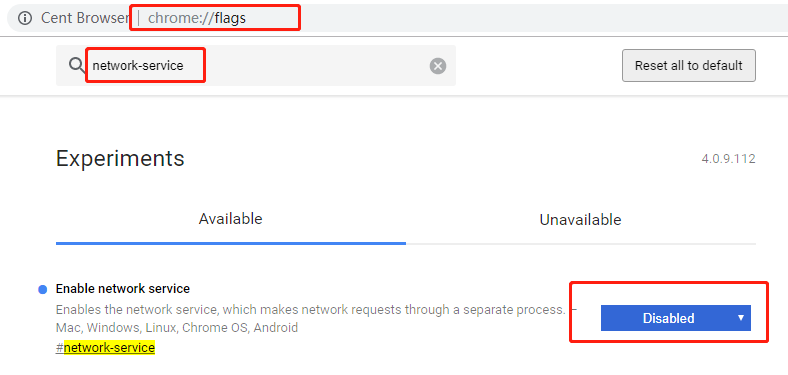 Cent Browser | chrome://flags
network-service
Reset all to default
Experiments
4.0.9.112
Available
Unavailable
Enable network service
Enables the network service, which makes network requests through a separate process. –
Mac, Windows, Linux, Chrome OS, Android
#network-service
Disabled